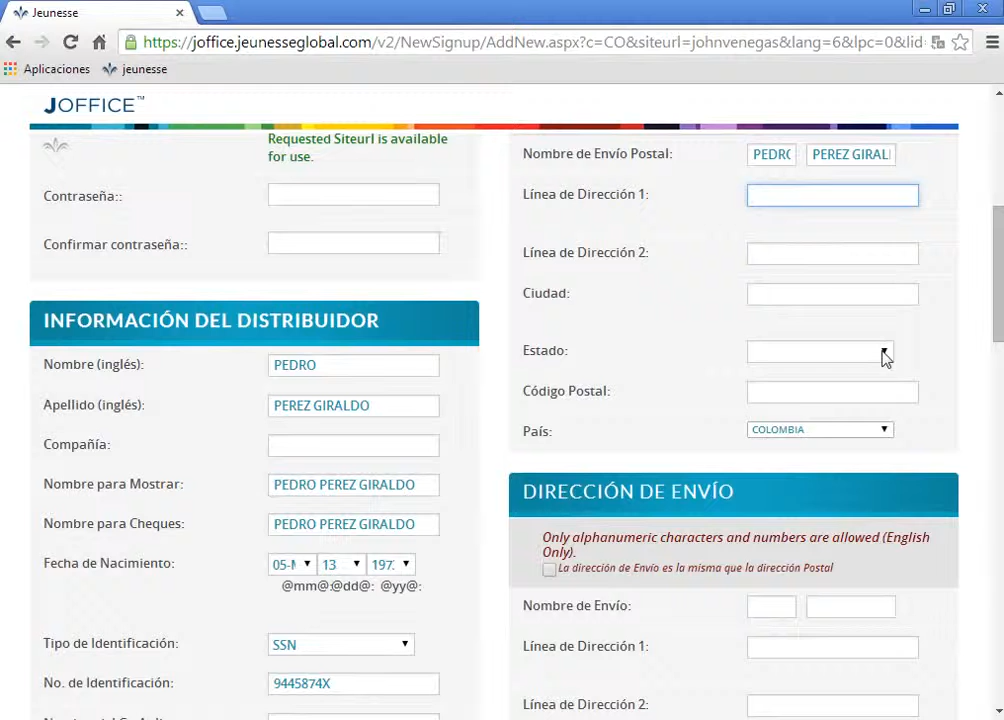 Jeunesse
https://joffice.jeunesseglobal.com/v2/NewSignup/AddNew.aspx?c=CO&siteurl=johnvenegas&lang=6&lpc=0&lid
Aplicaciones
jeunesse
JOFFICE™
Requested Siteurl is available
for use.
Contraseña::
Confirmar contraseña::
INFORMACIÓN DEL DISTRIBUIDOR
Nombre (inglés):
PEDRO
Apellido (inglés):
PEREZ GIRALDO
Compañía:
Nombre para Mostrar:
PEDRO PEREZ GIRALDO
Nombre para Cheques:
PEDRO PEREZ GIRALDO
Fecha de Nacimiento:
13
@mm@:@dd@: @yy@:
Tipo de Identificación:
SSN
No. de Identificación:
9445874X
Nombre de Envío Postal:
PEREZ GIRAL
Línea de Dirección 1:
Línea de Dirección 2:
Ciudad:
Estado:
Código Postal:
País:
COLOMBIA
DIRECCIÓN DE ENVÍO
Only alphanumeric characters and numbers are allowed (English
Only).
La dirección de Envío es la misma que la dirección Postal
Nombre de Envío:
Línea de Dirección 1:
Línea de Dirección 2: